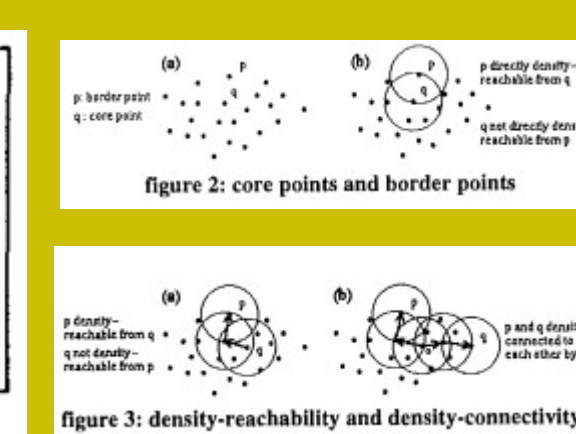 (a)
p
q
p: border point
q: core point
(b)
p
q
p directly density-
reachable from q
q not directly
reachable from p
figure 2: core points and border points
(a)
p
q
p density-
reachable from q
q not density-
reachable from p
(b)
p
q
p and q
connected to
each other by
figure 3: density-reachability and density-connectivity